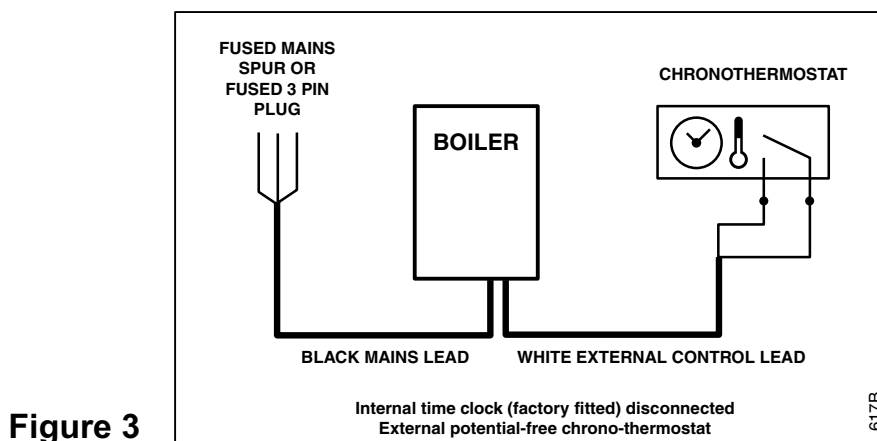 FUSED MAINS
SPUR OR
FUSED 3 PIN
PLUG
CHRONOTHERMOSTAT
BOILER
BLACK MAINS LEAD
WHITE EXTERNAL CONTROL LEAD
Internal time clock (factory fitted) disconnected
External potential-free chrono-thermostat
617B
Figure 3